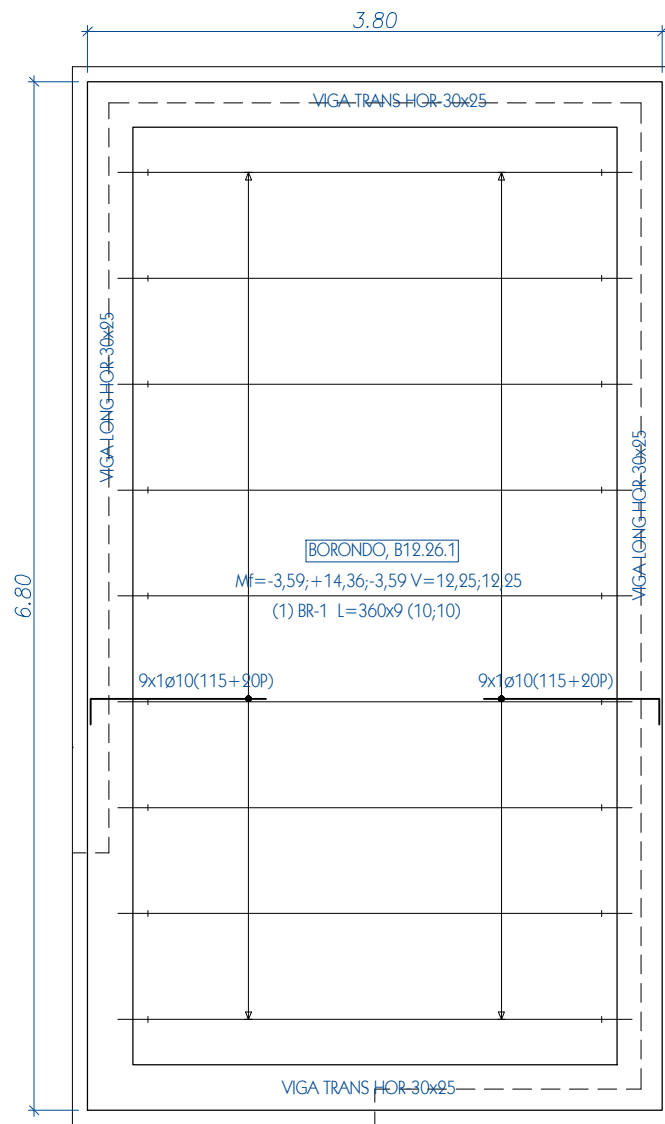 3.80
VIGA TRANS HOR 30x25
VIGA LONG HOR 30x25
VIGA LONG HOR 30x25
6.80
BORONDO, B12.26.1
Mf=-3,59;+14,36;-3,59 V=12,25;12,25
(1) BR-1 L=360x9 (10;10)
9x1ø10(115+20P)
9x1ø10(115+20P)
VIGA TRANS HOR 30x25